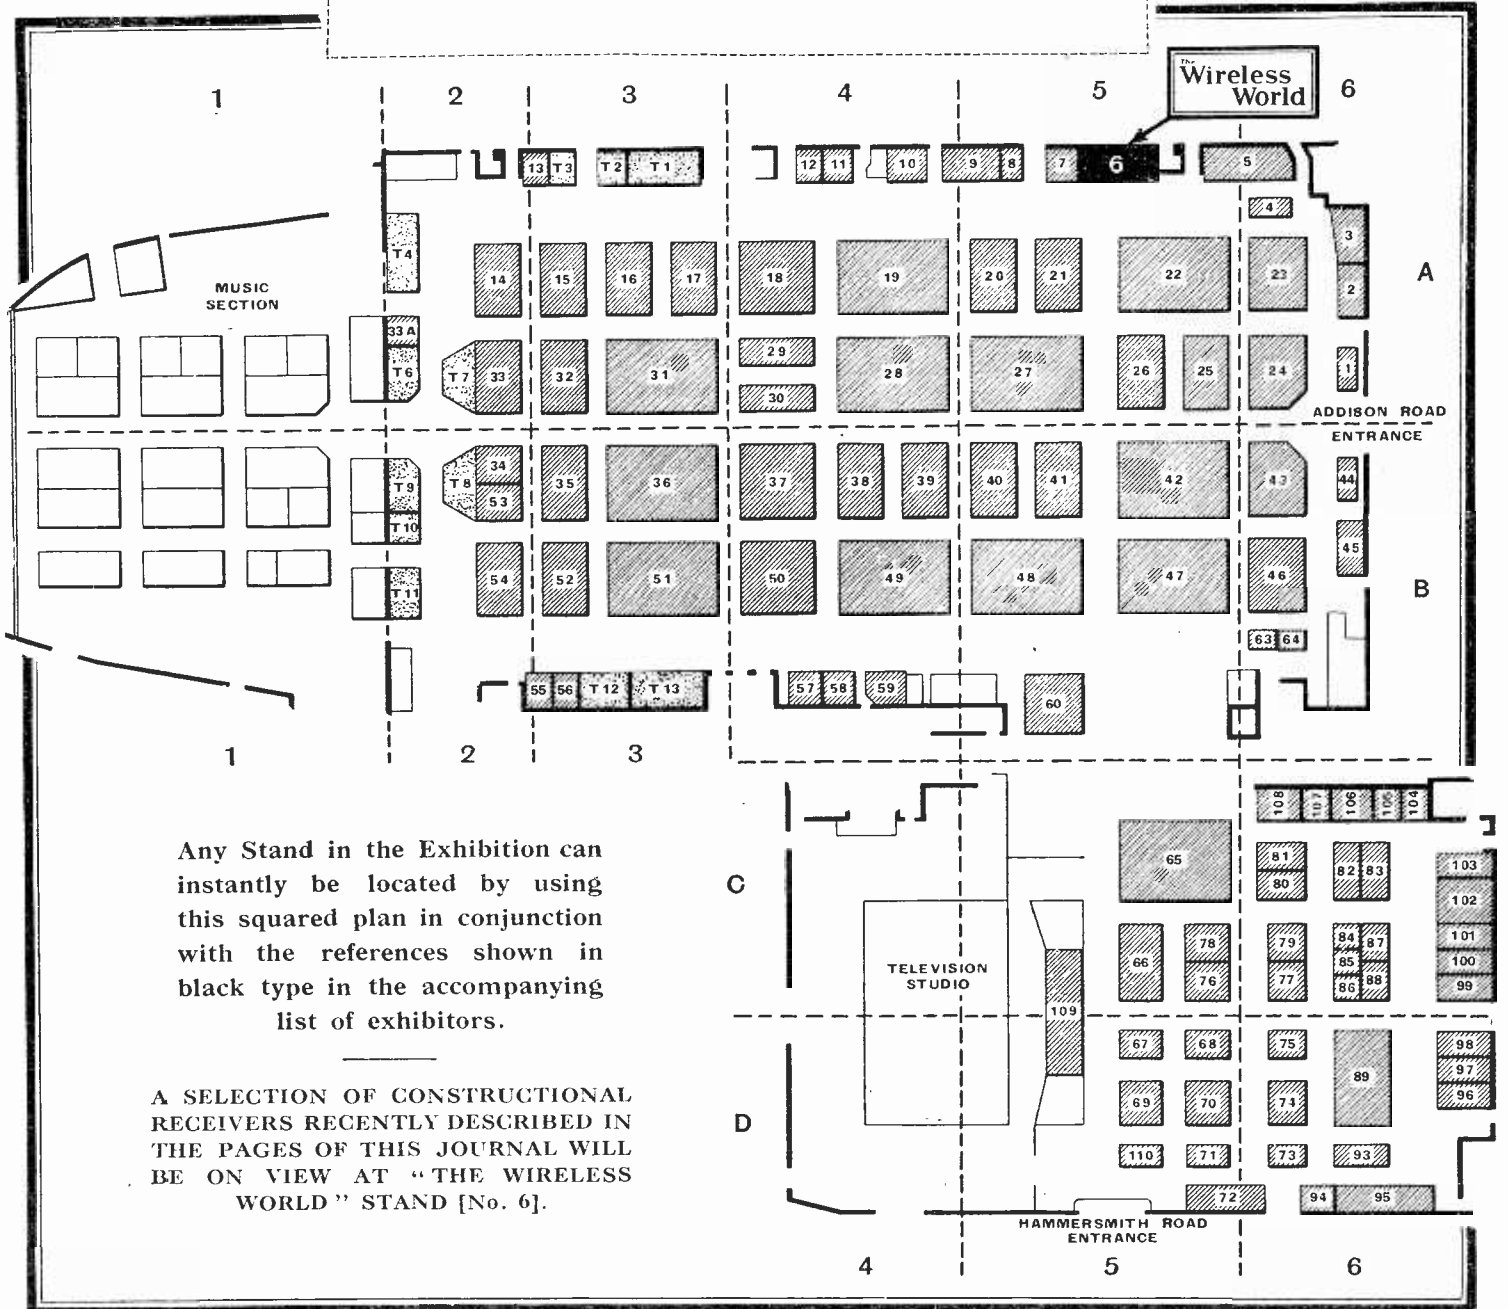 1 2 3 4 5 6
The
Wireless
World
13 T3 T2 T1 12 11 10 9 8 7 6 5
4
3
T4 14 15 16 17 18 19 20 21 22 23 2 A
MUSIC
SECTION
33A 29
T6 T7 33 32 31 30 28 27 26 25 24 1
ADDISON ROAD
ENTRANCE
T9 T8 34 35 36 37 38 39 40 41 42 43 44
53
T10 45
T11 54 52 51 50 49 48 47 46 B
63 64
55 56 T12 T13 57 58 59 60
1 2 3
108 107 106 105 104
Any Stand in the Exhibition can
instantly be located by using
this squared plan in conjunction
with the references shown in
black type in the accompanying
list of exhibitors.
C 65 81 82 83 103
80 102
66 78 79 84 87 101
85 100
76 77 86 88 99
TELEVISION
STUDIO
109
A SELECTION OF CONSTRUCTIONAL
RECEIVERS RECENTLY DESCRIBED IN
THE PAGES OF THIS JOURNAL WILL
BE ON VIEW AT "THE WIRELESS
WORLD" STAND [No. 6].
67 68 75 98
89 97
D 69 70 74 96
110 71 73 93
72 94 95
HAMMERSMITH ROAD
ENTRANCE
4 5 6